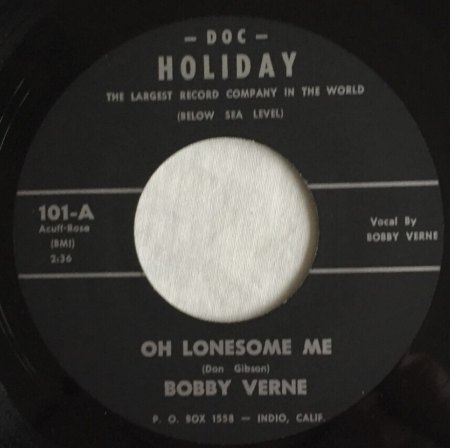 — DOC —
HOLIDAY
THE LARGEST RECORD COMPANY IN THE WORLD
(BELOW SEA LEVEL)
101-A
Acuff-Rose
(BMI)
2:36
Vocal By
BOBBY VERNE
OH LONESOME ME
(Don Gibson)
BOBBY VERNE
P. O. BOX 1558 — INDIO, CALIF.